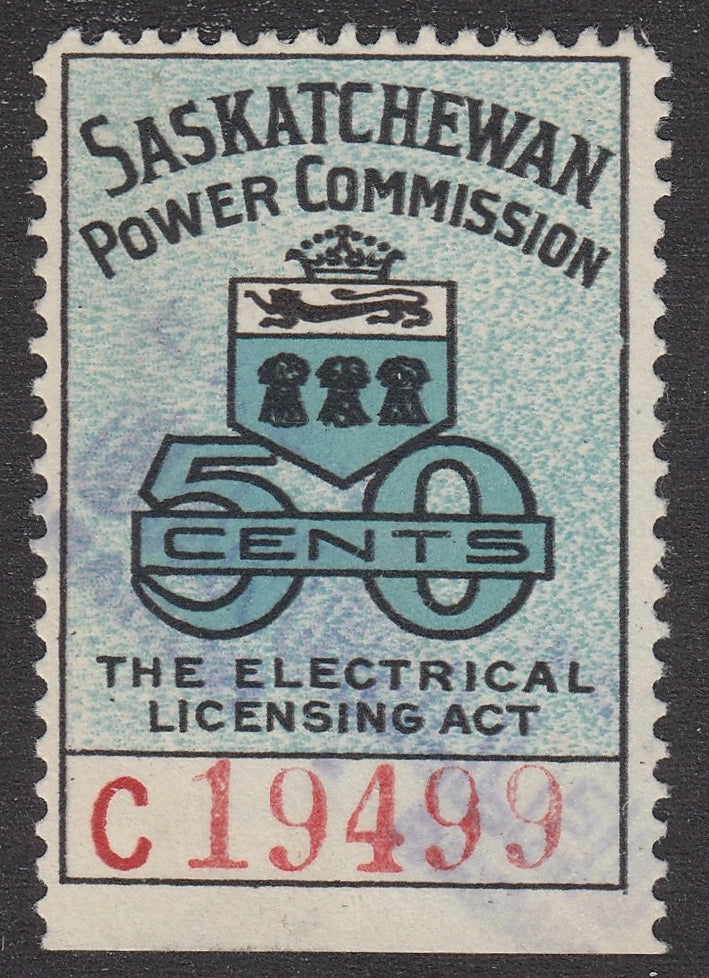 SASKATCHEWAN
POWER COMMISSION
50
CENTS
THE ELECTRICAL
LICENSING ACT
C 19499